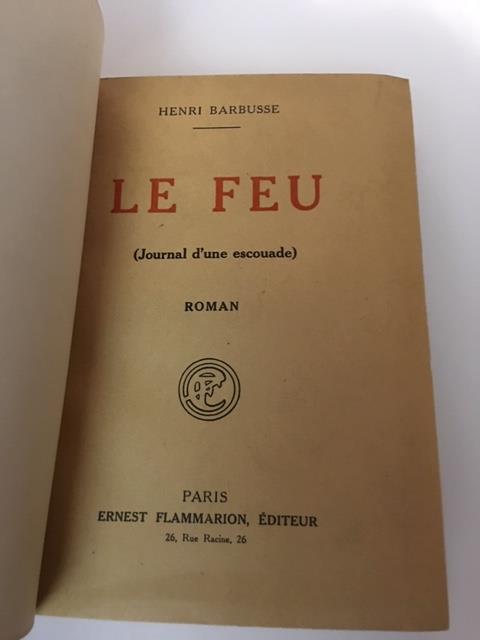 HENRI BARBUSSE
LE FEU
(Journal d'une escouade)
ROMAN
PARIS
ERNEST FLAMMARION, ÉDITEUR
26, Rue Racine, 26